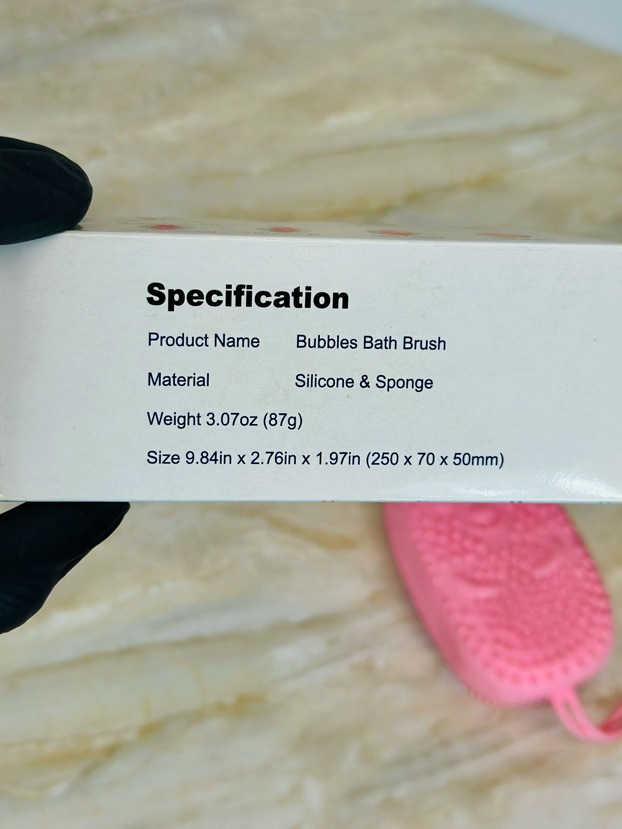 Specification
Product Name Bubbles Bath Brush
Material Silicone & Sponge
Weight 3.07oz (87g)
Size 9.84in x 2.76in x 1.97in (250 x 70 x 50mm)